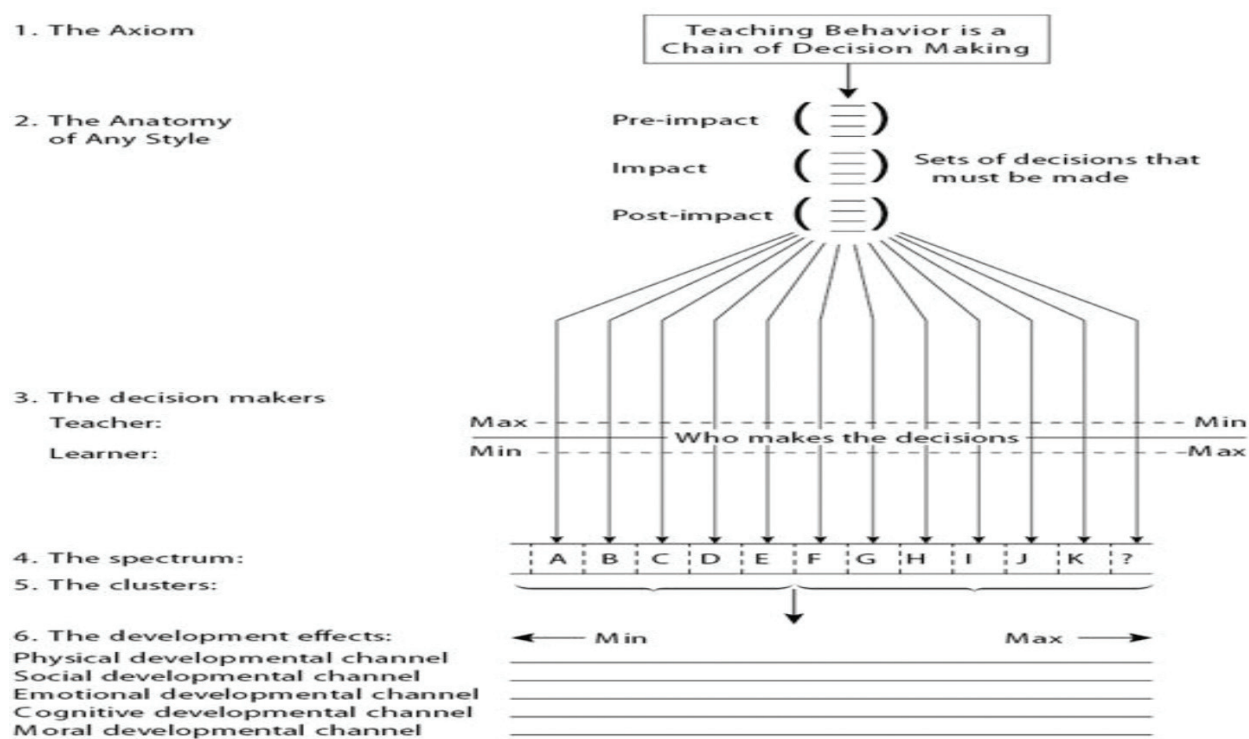 1. The Axiom
Teaching Behavior is a
Chain of Decision Making
2. The Anatomy
of Any Style
Pre-impact
Impact
Post-impact
Sets of decisions that
must be made
3. The decision makers
Teacher:
Max
Min
Who makes the decisions
Learner:
Min
Max
4. The spectrum:
A B C D E F G H I J K ?
5. The clusters:
6. The development effects:
Min
Max
Physical developmental channel
Social developmental channel
Emotional developmental channel
Cognitive developmental channel
Moral developmental channel